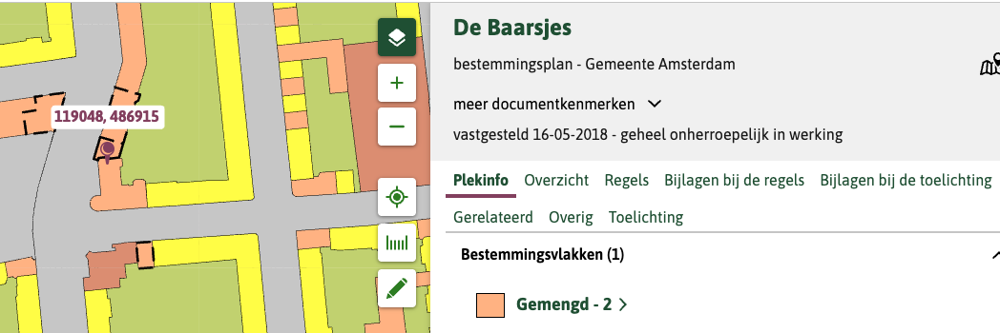 119048, 486915
De Baarsjes
bestemmingsplan - Gemeente Amsterdam
meer documentkenmerken
vastgesteld 16-05-2018 - geheel onherroepelijk in werking
Plekinfo Overzicht Regels Bijlagen bij de regels Bijlagen bij de toelichting
Gerelateerd Overig Toelichting
Bestemmingsvlakken (1)
Gemengd - 2